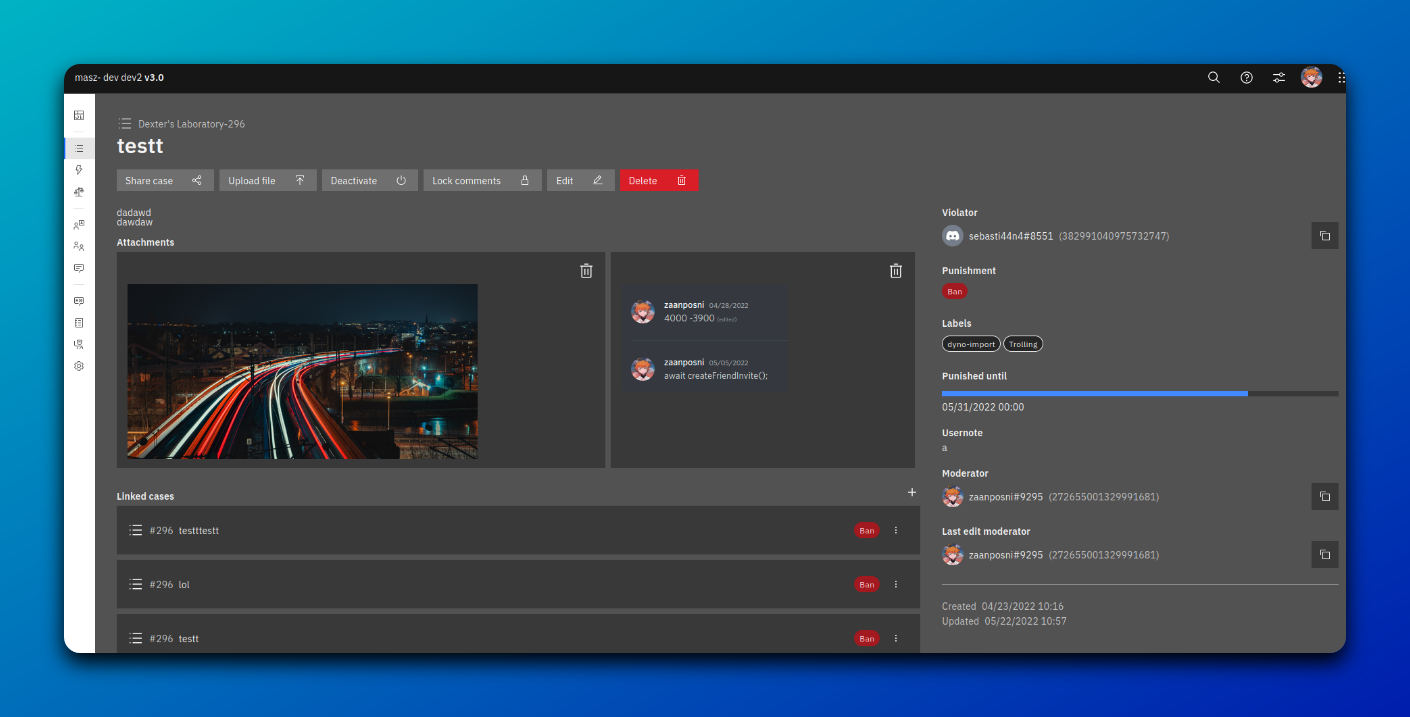 masz- dev dev2 v3.0
Dexter's Laboratory-296
testt
Share case
Upload file
Deactivate
Lock comments
Edit
Delete
dadawd
dawdaw
Attachments
zaanposni 04/28/2022
4000 -3900 (edited)
zaanposni 05/05/2022
await createFriendInvite();
Linked cases
#296 testttestt
Ban
#296 lol
Ban
#296 testt
Ban
Violator
sebasti44n4#8551 (382991040975732747)
Punishment
Ban
Labels
dyno-import
Trolling
Punished until
05/31/2022 00:00
Usernote
a
Moderator
zaanposni#9295 (272655001329991681)
Last edit moderator
zaanposni#9295 (272655001329991681)
Created 04/23/2022 10:16
Updated 05/22/2022 10:57